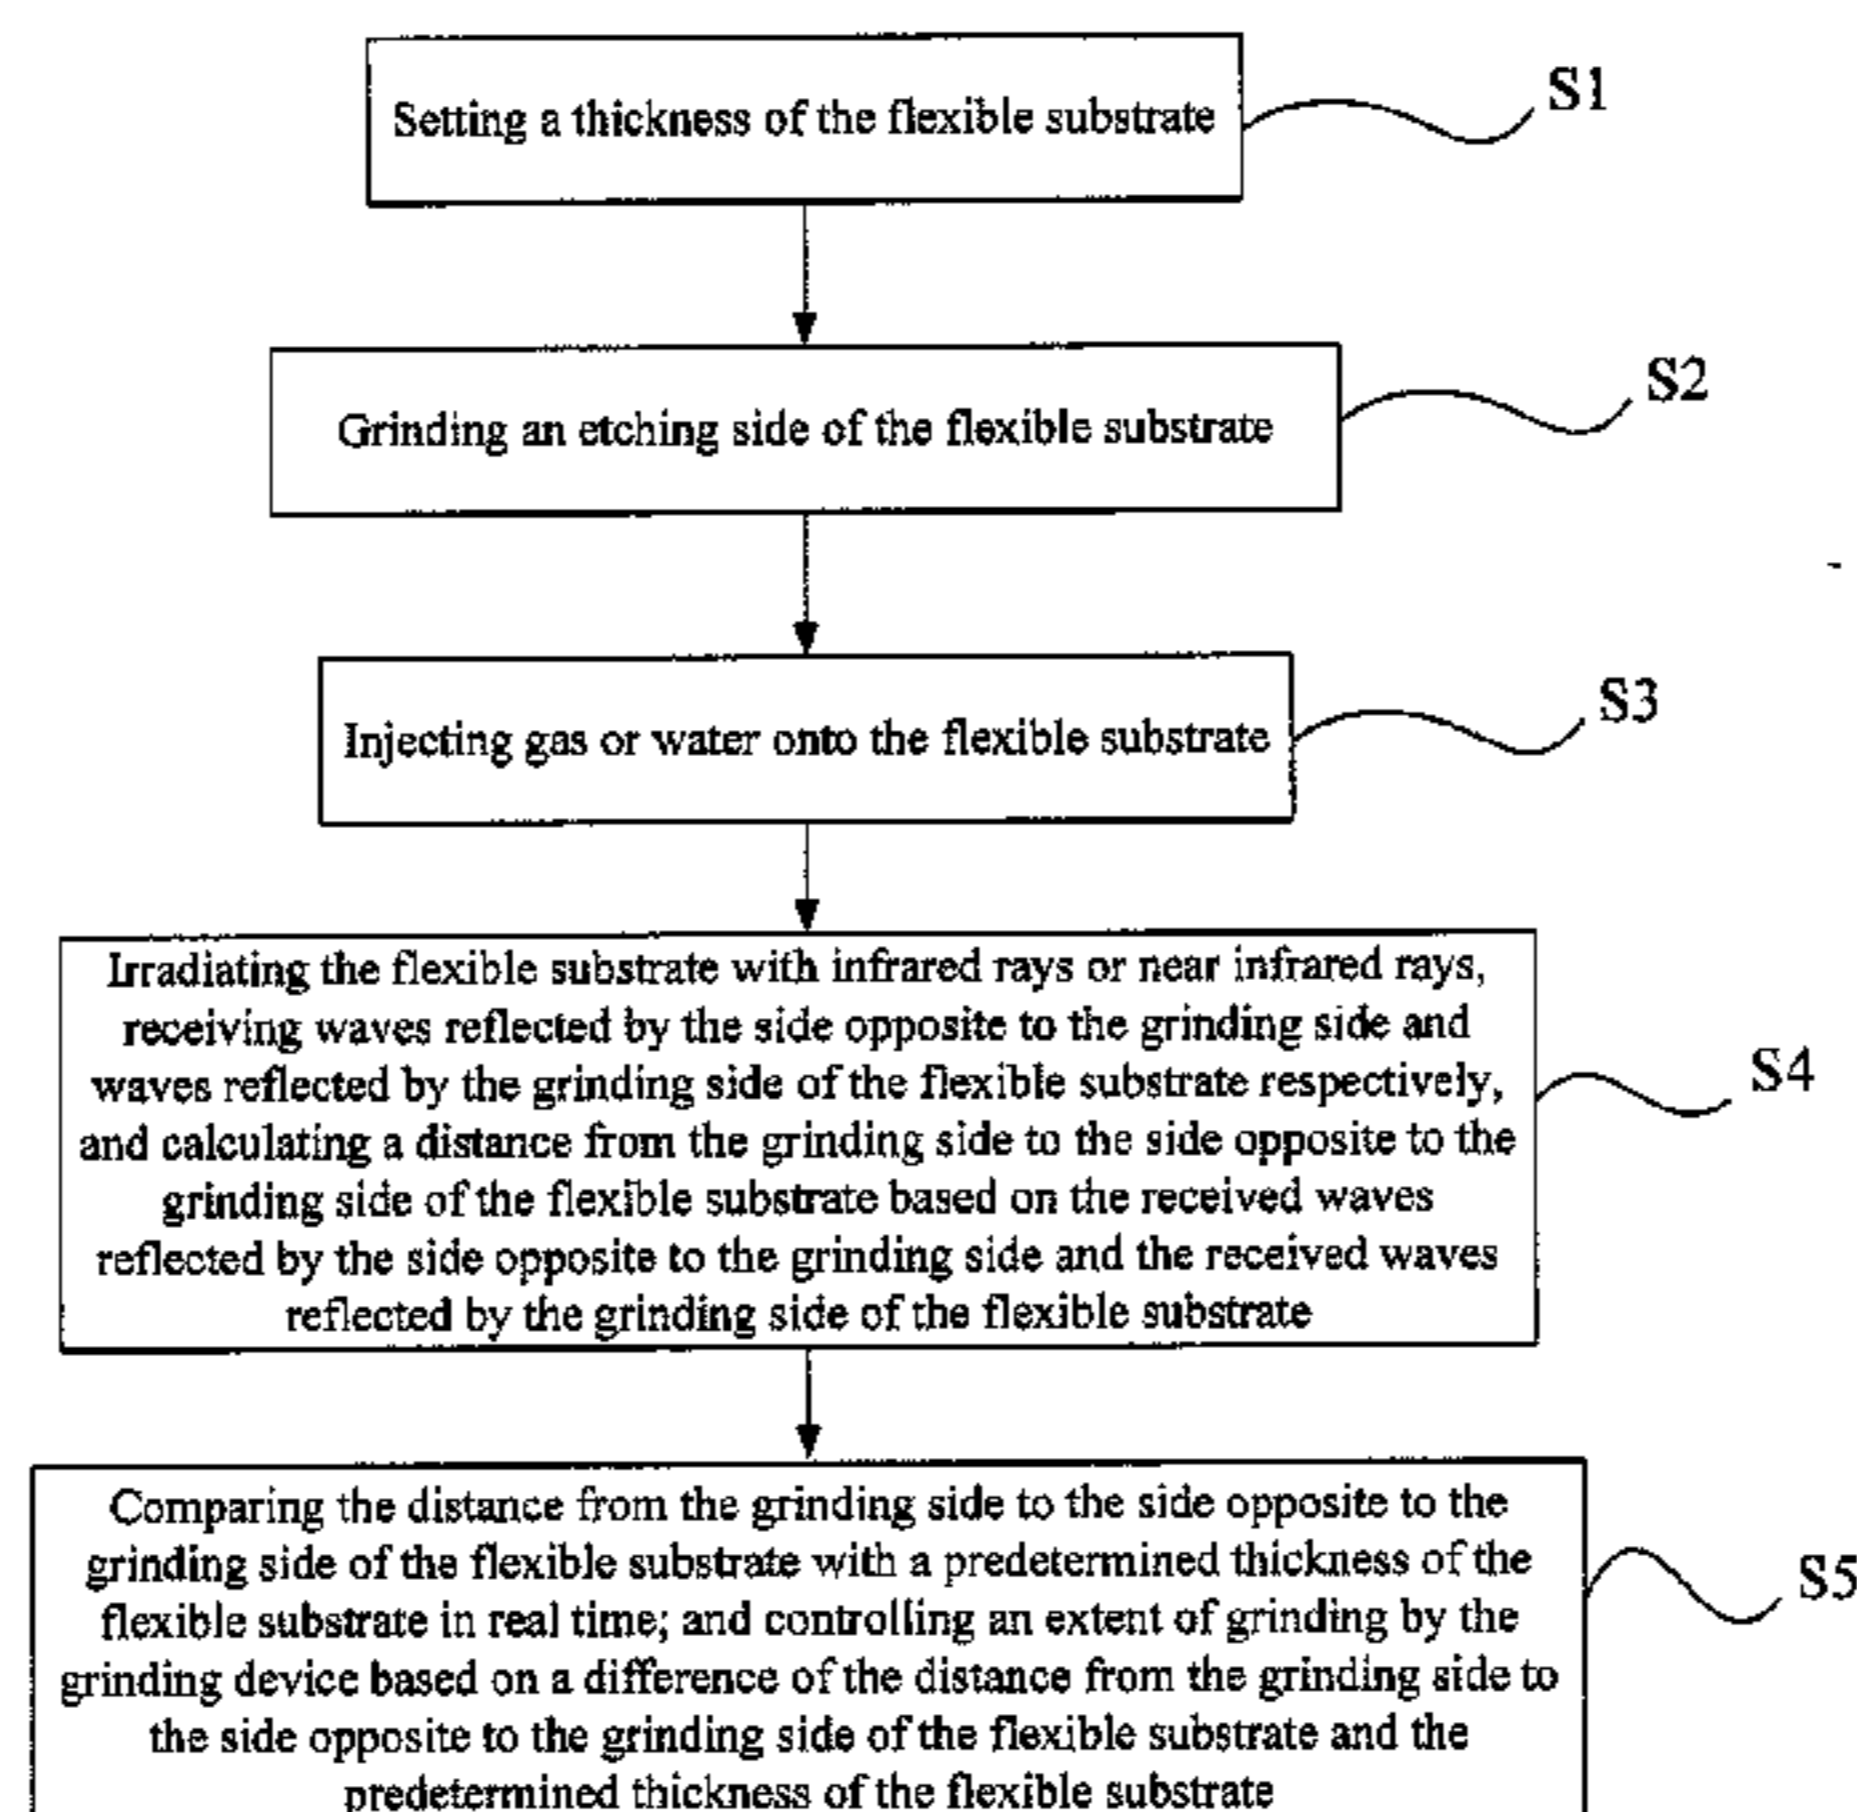 Setting a thickness of the flexible substrate
S1
Grinding an etching side of the flexible substrate
S2
Injecting gas or water onto the flexible substrate
S3
Irradiating the flexible substrate with infrared rays or near infrared rays,
receiving waves reflected by the side opposite to the grinding side and
waves reflected by the grinding side of the flexible substrate respectively,
and calculating a distance from the grinding side to the side opposite to the
grinding side of the flexible substrate based on the received waves
reflected by the side opposite to the grinding side and the received waves
reflected by the grinding side of the flexible substrate
S4
Comparing the distance from the grinding side to the side opposite to the
grinding side of the flexible substrate with a predetermined thickness of the
flexible substrate in real time; and controlling an extent of grinding by the
grinding device based on a difference of the distance from the grinding side to
the side opposite to the grinding side of the flexible substrate and the
predetermined thickness of the flexible substrate
S5